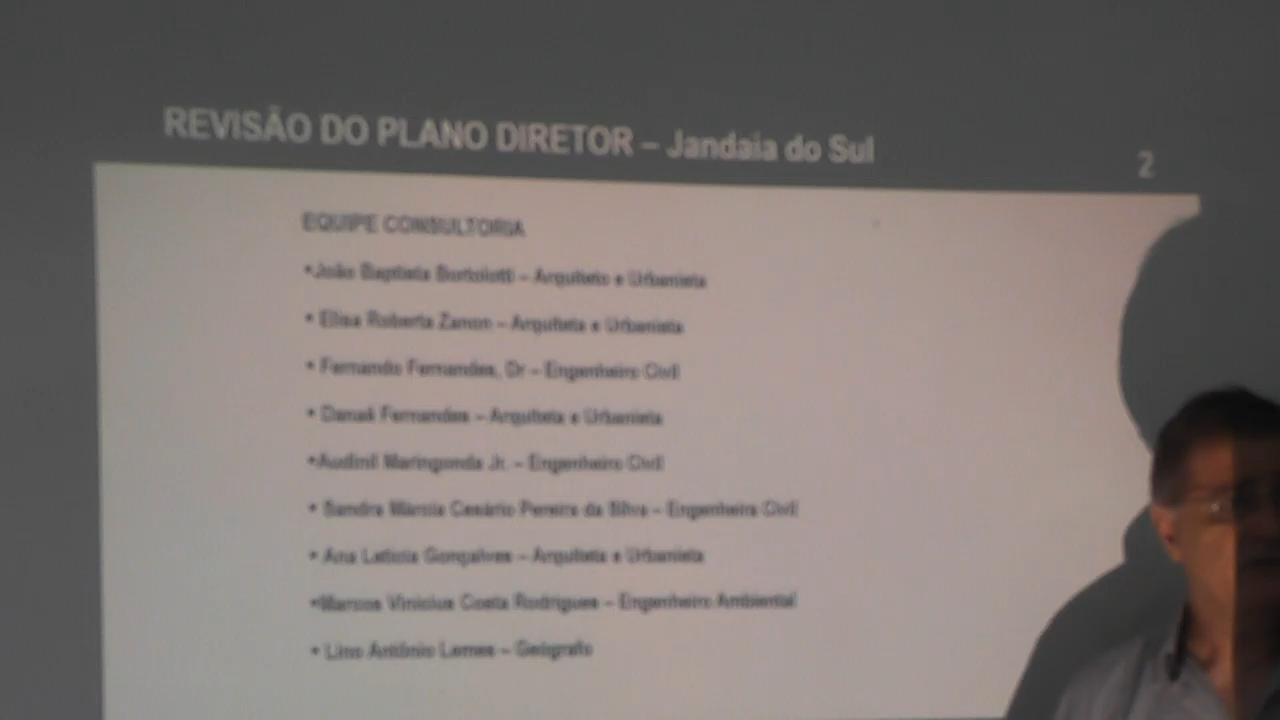 REVISÃO DO PLANO DIRETOR – Jandaia do Sul
2
EQUIPE CONSULTORIA
•João Baptista Bortolotti – Arquiteto e Urbanista
• Elisa Roberta Zanon – Arquiteta e Urbanista
• Fernando Fernandes, Dr – Engenheiro Civil
• Danaê Fernandes – Arquiteta e Urbanista
• Jr. – Engenheiro Civil
• Sandra Márcia Cesário Pereira da Silva – Engenheira Civil
• Ana Letícia Gonçalves – Arquiteta e Urbanista
•Marcos Vinicius Costa Rodrigues – Engenheiro Ambiental
• Lino Antônio Lemes – Geógrafo